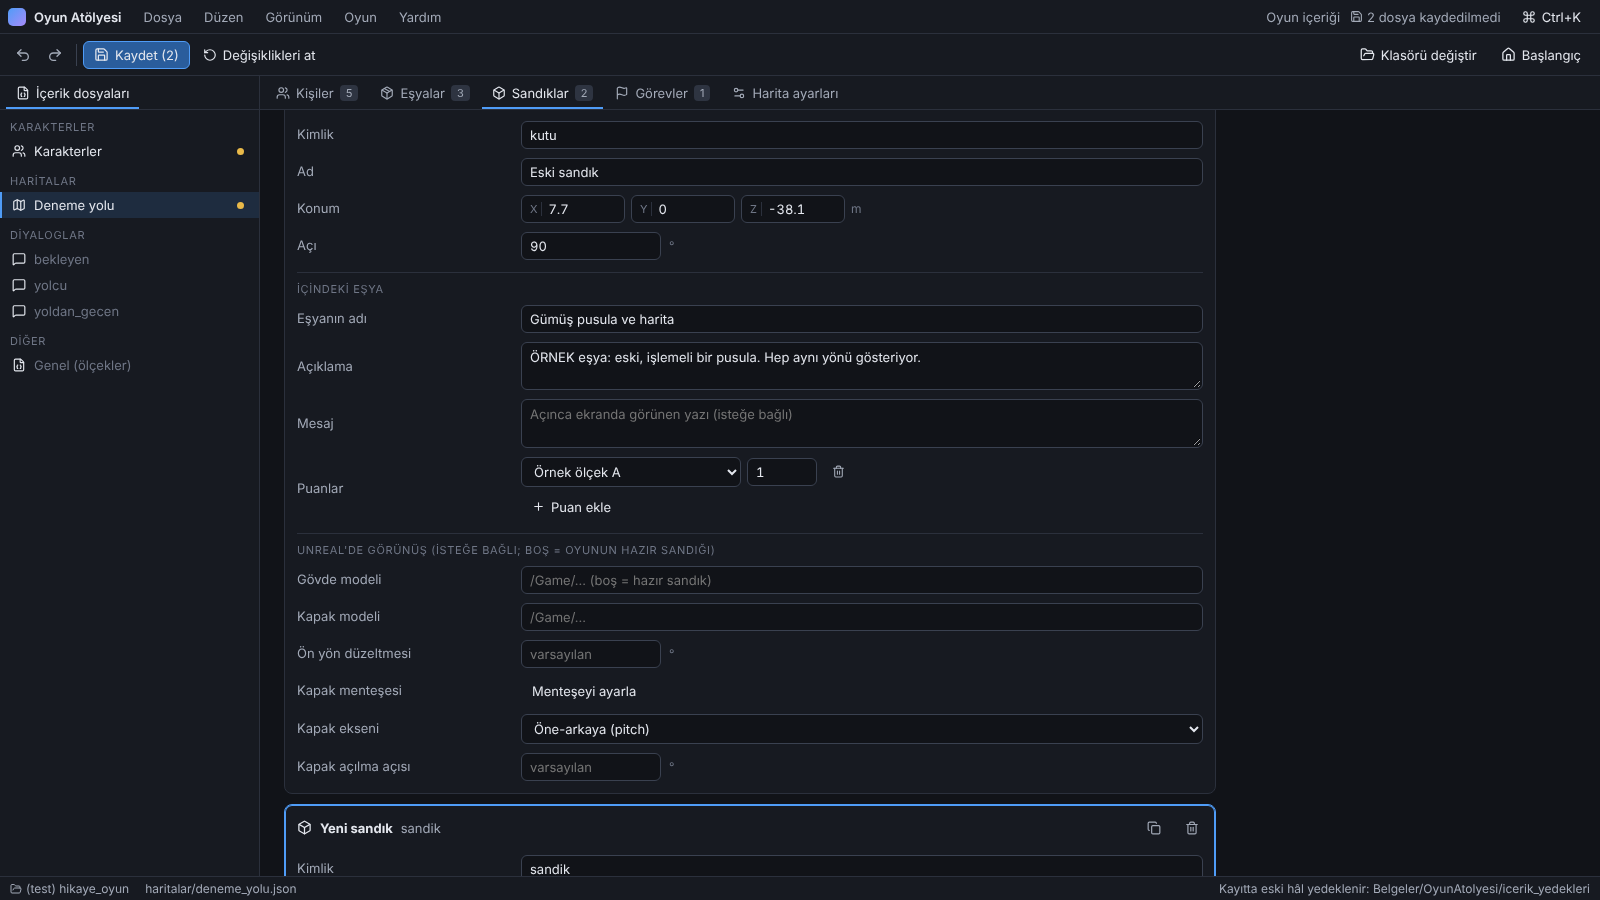 Oyun Atölyesi Dosya Düzen Görünüm Oyun Yardım Oyun içeriği 2 dosya kaydedilmedi ⌘ Ctrl+K
Kaydet (2) Değişiklikleri at Klasörü değiştir Başlangıç
İçerik dosyaları
KARAKTERLER
Karakterler
HARİTALAR
Deneme yolu
DİYALOGLAR
bekleyen
yolcu
yoldan_gecen
DİĞER
Genel (ölçekler)
Kişiler 5 Eşyalar 3 Sandıklar 2 Görevler 1 Harita ayarları
Kimlik kutu
Ad Eski sandık
Konum X 7.7 Y 0 Z -38.1 m
Açı 90 °
İÇİNDEKİ EŞYA
Eşyanın adı Gümüş pusula ve harita
Açıklama ÖRNEK eşya: eski, işlemeli bir pusula. Hep aynı yönü gösteriyor.
Mesaj Açınca ekranda görünen yazı (isteğe bağlı)
Puanlar Örnek ölçek A 1
+ Puan ekle
UNREAL'DE GÖRÜNÜŞ (İSTEĞE BAĞLI; BOŞ = OYUNUN HAZIR SANDIĞI)
Gövde modeli /Game/... (boş = hazır sandık)
Kapak modeli /Game/...
Ön yön düzeltmesi varsayılan °
Kapak menteşesi Menteşeyi ayarla
Kapak ekseni Öne-arkaya (pitch)
Kapak açılma açısı varsayılan °
Yeni sandık sandik
Kimlik sandik
(test) hikaye_oyun haritalar/deneme_yolu.json Kayıtta eski hâl yedeklenir: Belgeler/OyunAtolyesi/icerik_yedekleri